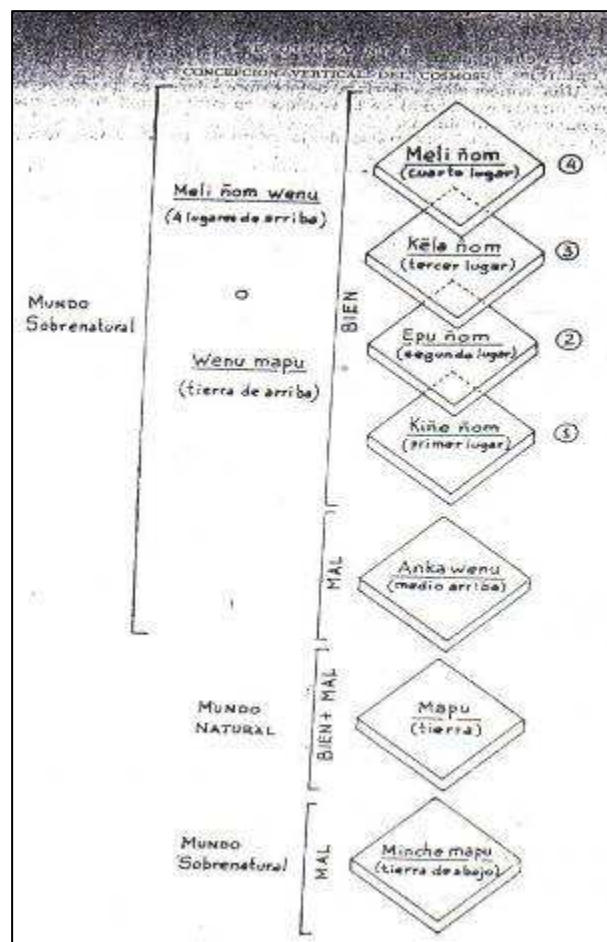 CONCEPCION VERTICAL DEL COSMOS
Meli ñom
(cuarto lugar)
④
Meli ñom wenu
(4 lugares de arriba)
Këla ñom
(tercer lugar)
③
o
BIEN
MUNDO
Sobrenatural
Epu ñom
(segundo lugar)
②
Wenu mapu
(tierra de arriba)
Kiñe ñom
(primer lugar)
①
MAL
Anka wenu
(medio arriba)
MUNDO
NATURAL
BIEN + MAL
Mapu
(tierra)
MUNDO
Sobrenatural
MAL
Minche mapu
(tierra de abajo)